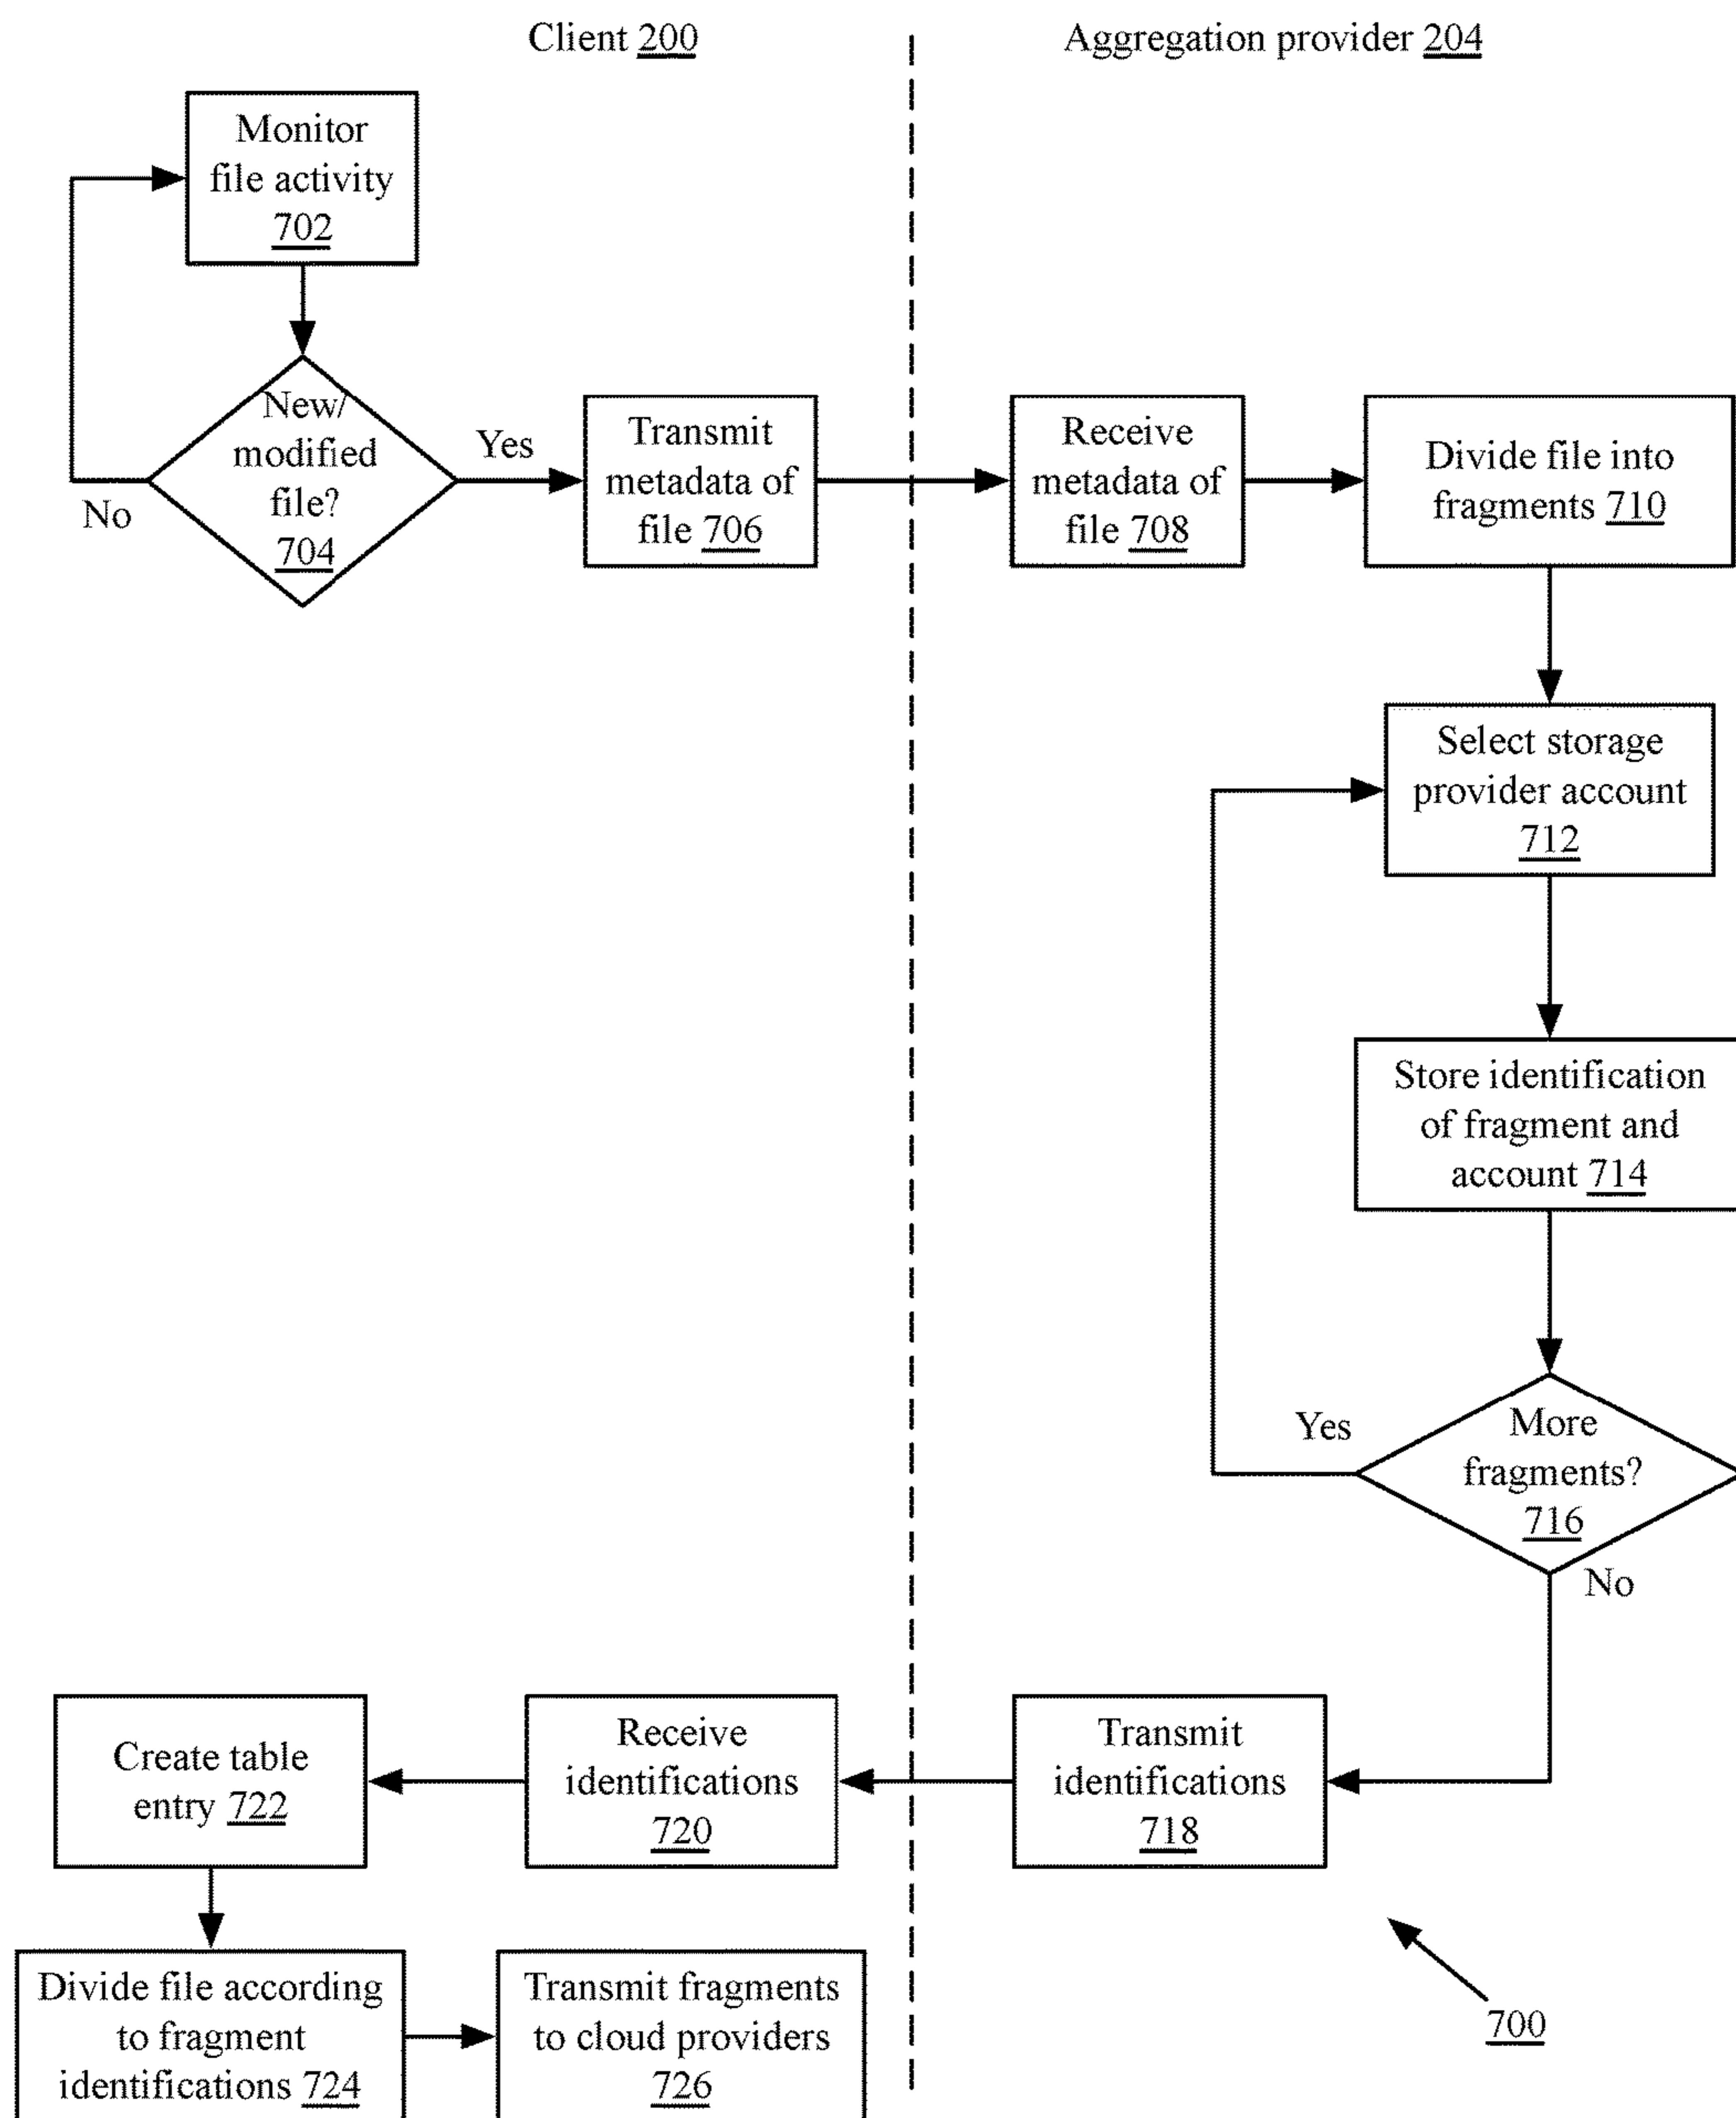 Client 200
Aggregation provider 204
Monitor
file activity
702
New/
modified
file?
704
Yes
No
Transmit
metadata of
file 706
Receive
metadata of
file 708
Divide file into
fragments 710
Select storage
provider account
712
Store identification
of fragment and
account 714
More
fragments?
716
Yes
No
Transmit
identifications
718
Receive
identifications
720
Create table
entry 722
Divide file according
to fragment
identifications 724
Transmit fragments
to cloud providers
726
700